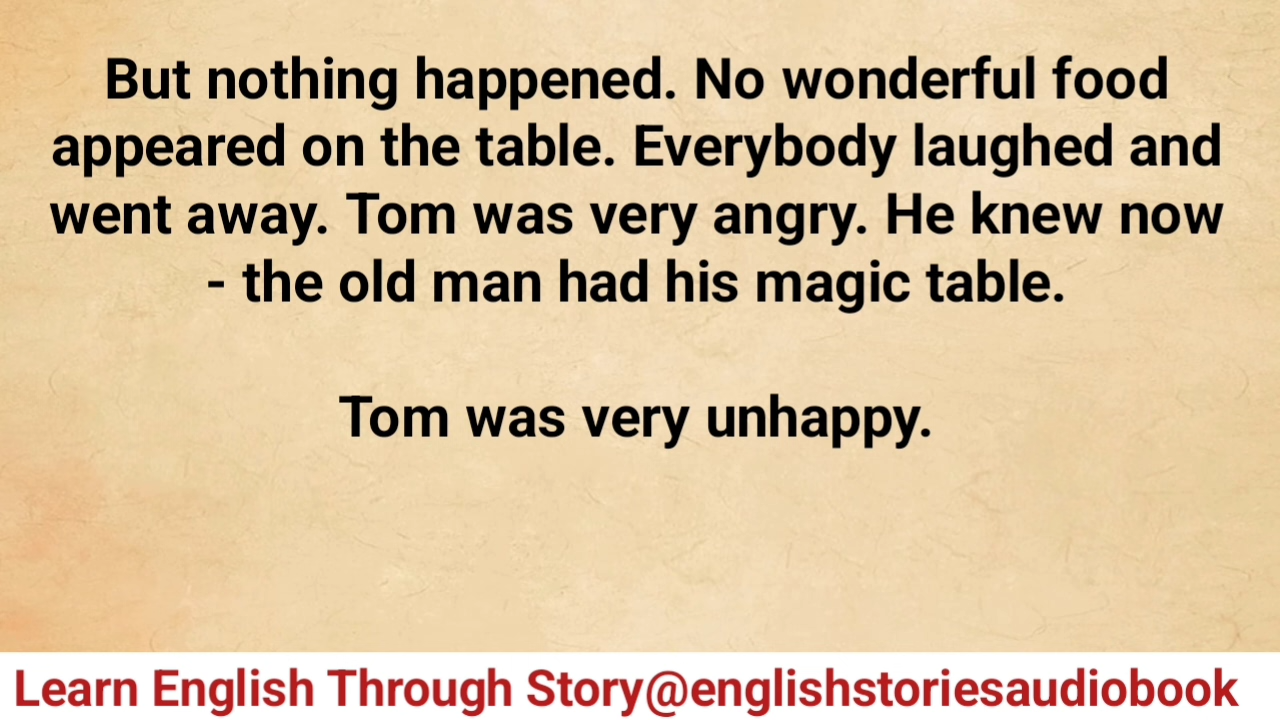 But nothing happened. No wonderful food
appeared on the table. Everybody laughed and
went away. Tom was very angry. He knew now
- the old man had his magic table.
Tom was very unhappy.
Learn English Through Story@englishstoriesaudiobook